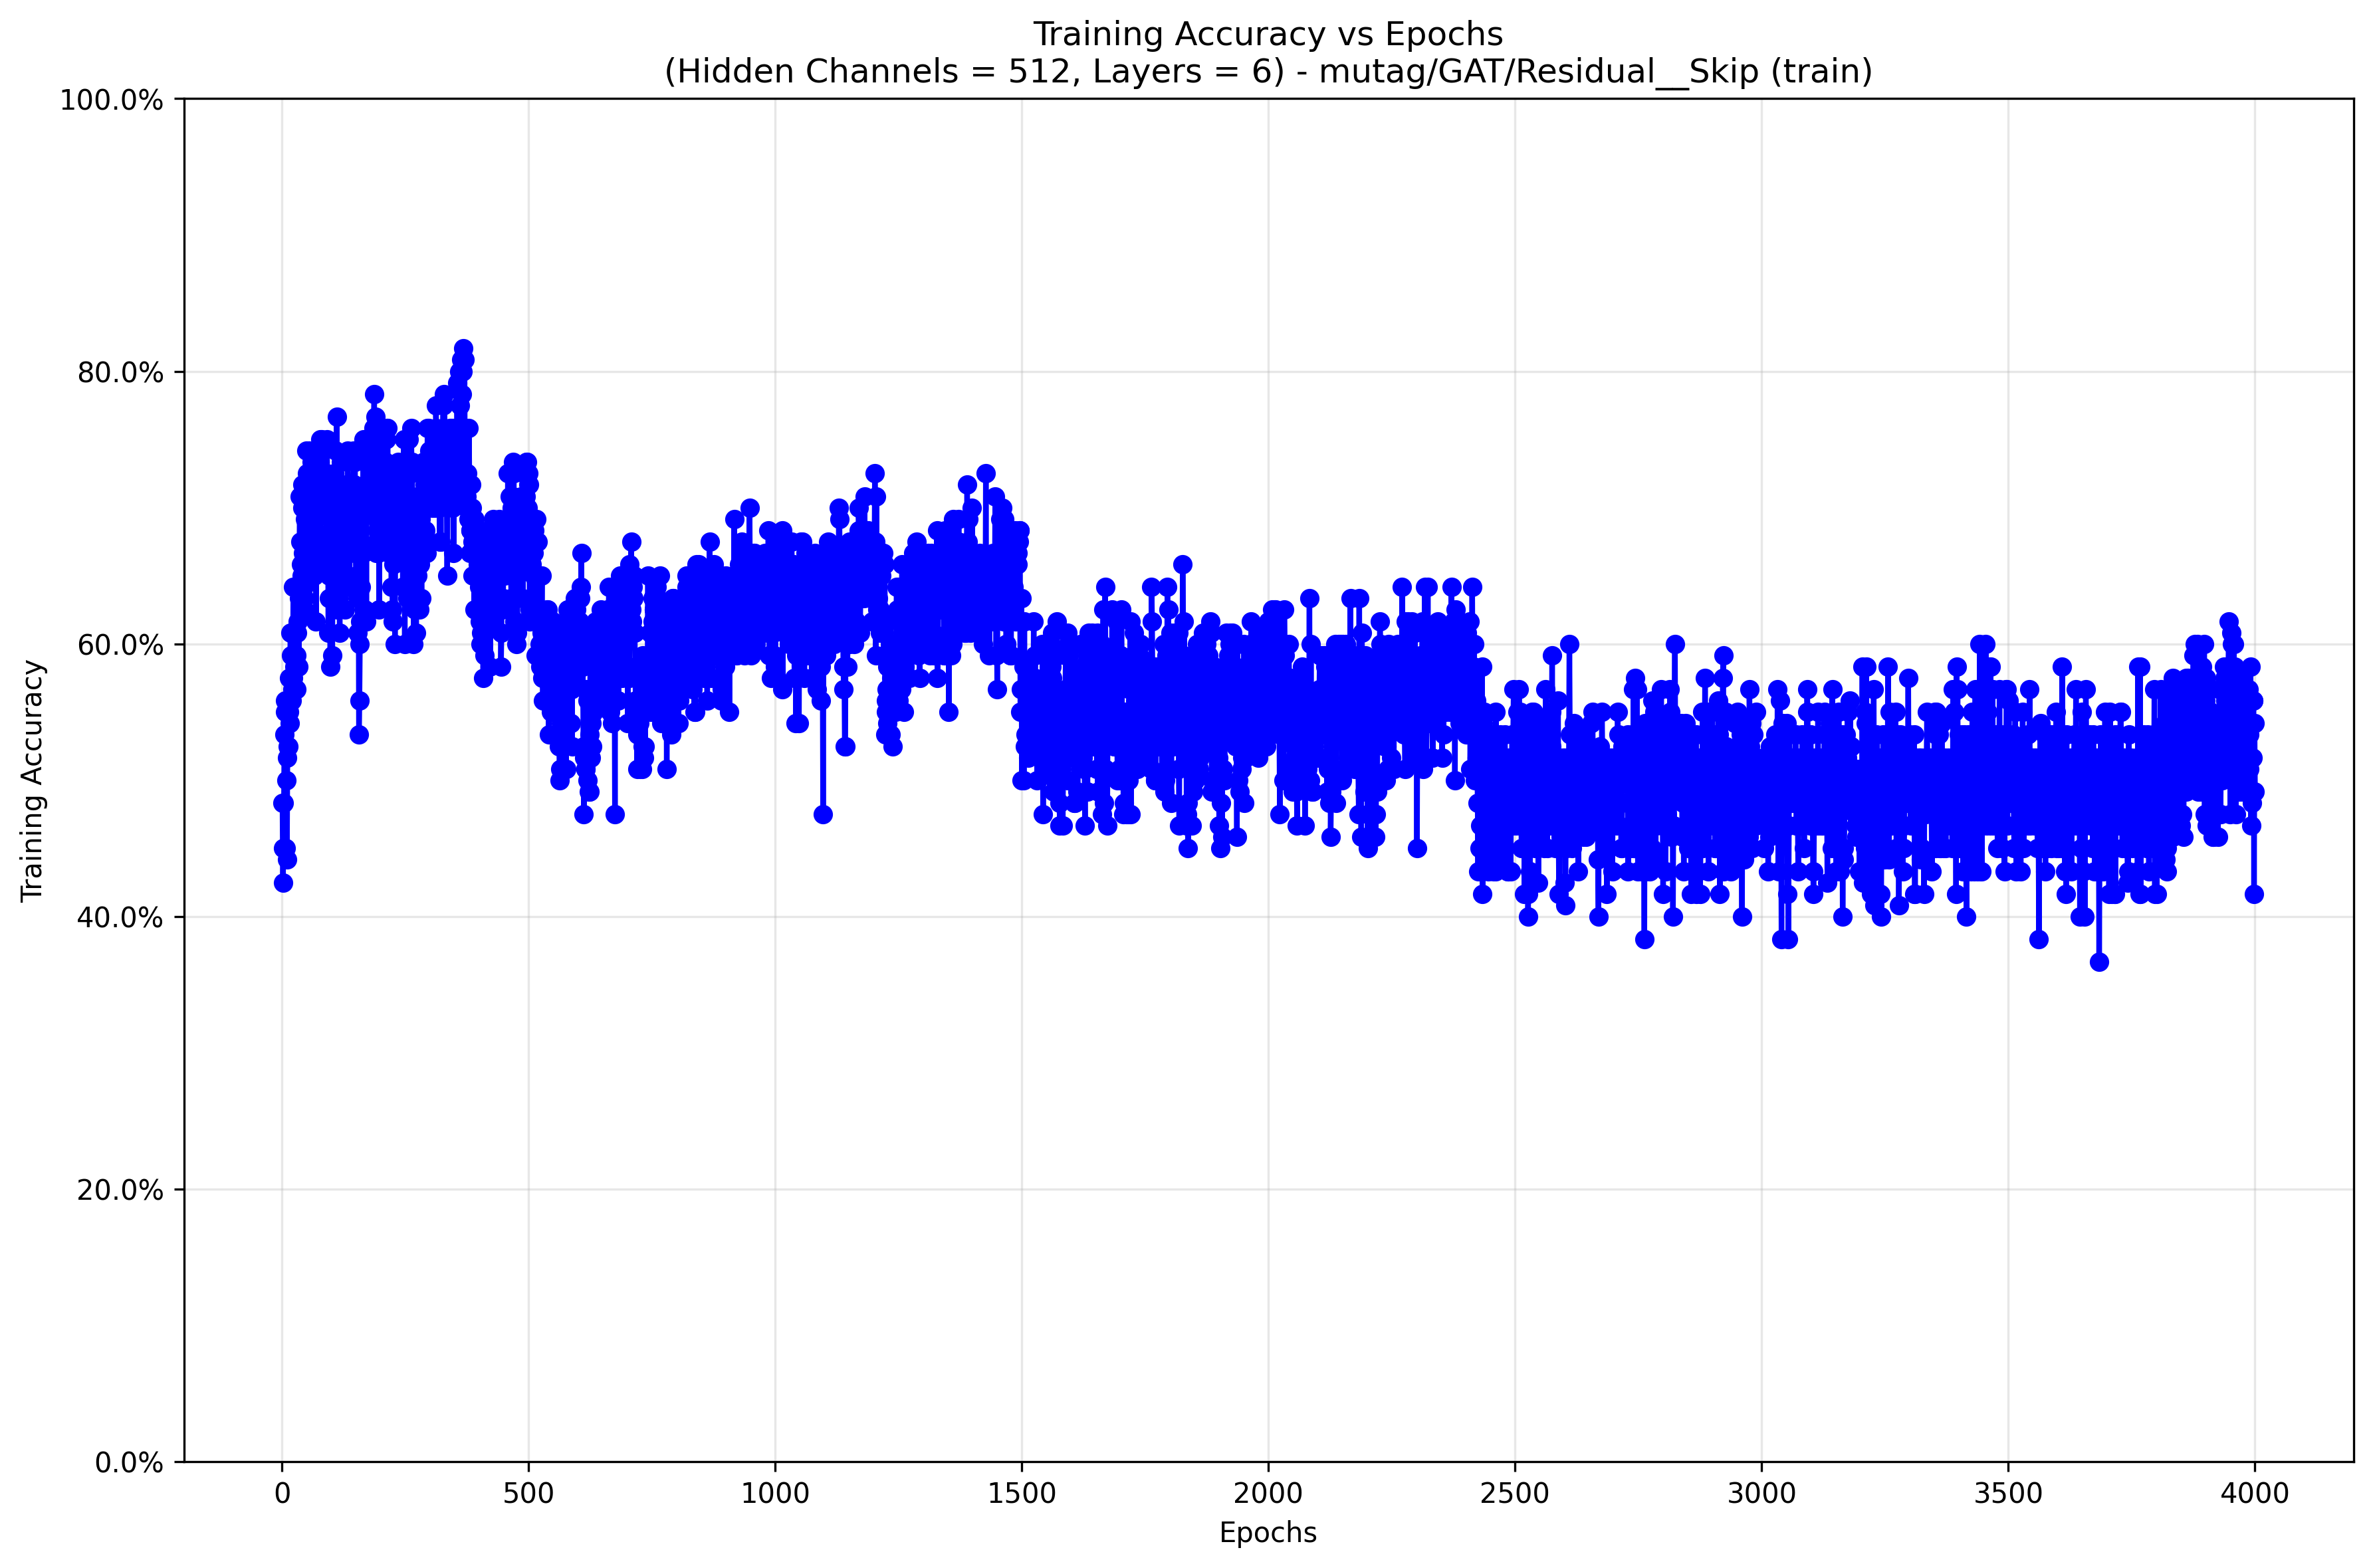 Training Accuracy vs Epochs
(Hidden Channels = 512, Layers = 6) - mutag/GAT/Residual__Skip (train)
100.0%
80.0%
60.0%
40.0%
20.0%
0.0%
Training Accuracy
0 500 1000 1500 2000 2500 3000 3500 4000
Epochs